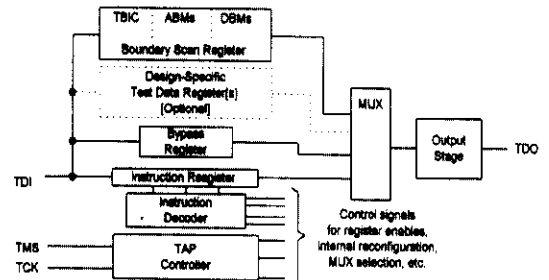 TBIC ABMs DBMs
Boundary Scan Register
Design-Specific
Test Data Register(s)
[Optional]
MUX
Bypass
Register
Output
Stage
TDO
TDI
Instruction Reagister
Instruction
Decoder
Control signals
for register enables,
internal reconfiguration,
MUX selection, etc.
TMS
TCK
TAP
Controller